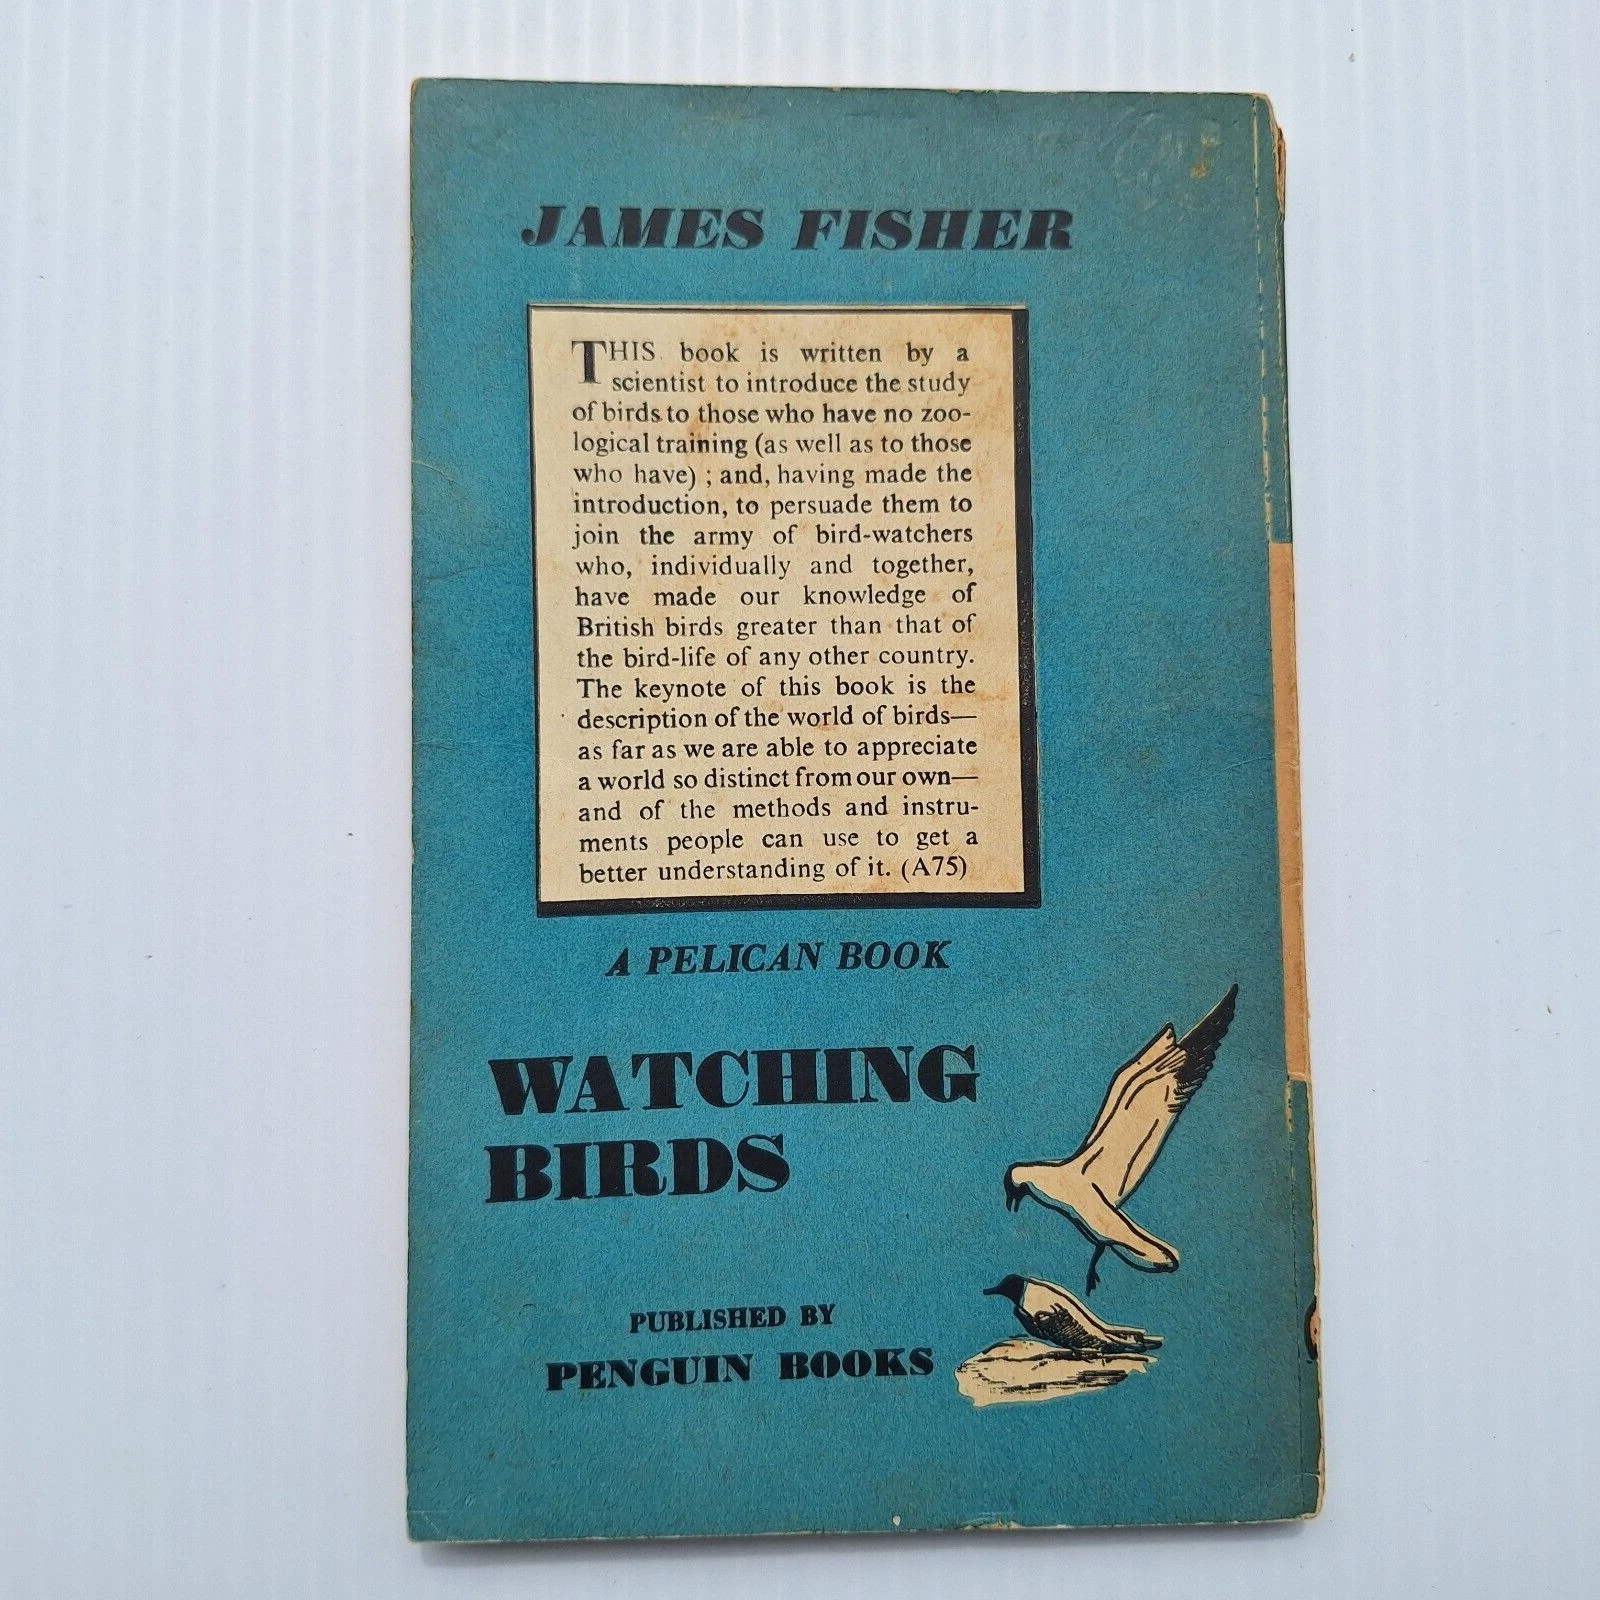 JAMES FISHER
THIS book is written by a
scientist to introduce the study
of birds to those who have no zoo-
logical training (as well as to those
who have) ; and, having made the
introduction, to persuade them to
join the army of bird-watchers
who, individually and together,
have made our knowledge of
British birds greater than that of
the bird-life of any other country.
The keynote of this book is the
description of the world of birds—
as far as we are able to appreciate
a world so distinct from our own—
and of the methods and instru-
ments people can use to get a
better understanding of it. (A75)
A PELICAN BOOK
WATCHING
BIRDS
PUBLISHED BY
PENGUIN BOOKS